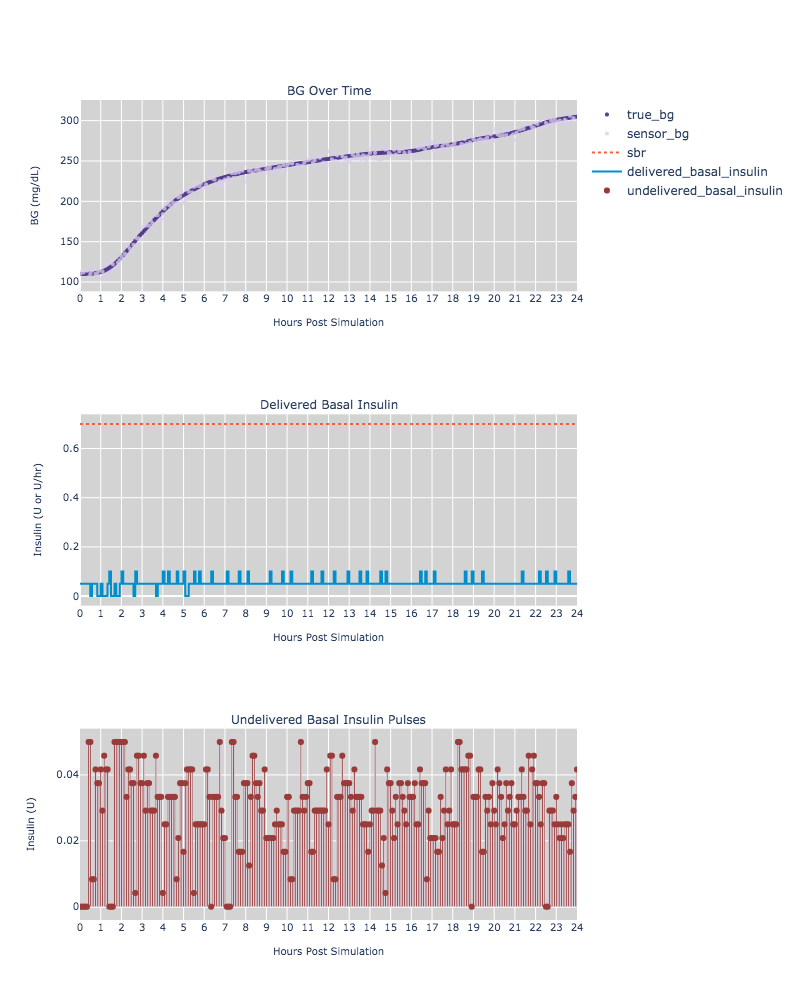 BG Over Time
300
250
200
150
100
BG (mg/dL)
0 1 2 3 4 5 6 7 8 9 10 11 12 13 14 15 16 17 18 19 20 21 22 23 24
Hours Post Simulation
true_bg
sensor_bg
sbr
delivered_basal_insulin
undelivered_basal_insulin
Delivered Basal Insulin
0.6
0.4
0.2
0
Insulin (U or U/hr)
0 1 2 3 4 5 6 7 8 9 10 11 12 13 14 15 16 17 18 19 20 21 22 23 24
Hours Post Simulation
Undelivered Basal Insulin Pulses
0.04
0.02
0
Insulin (U)
0 1 2 3 4 5 6 7 8 9 10 11 12 13 14 15 16 17 18 19 20 21 22 23 24
Hours Post Simulation